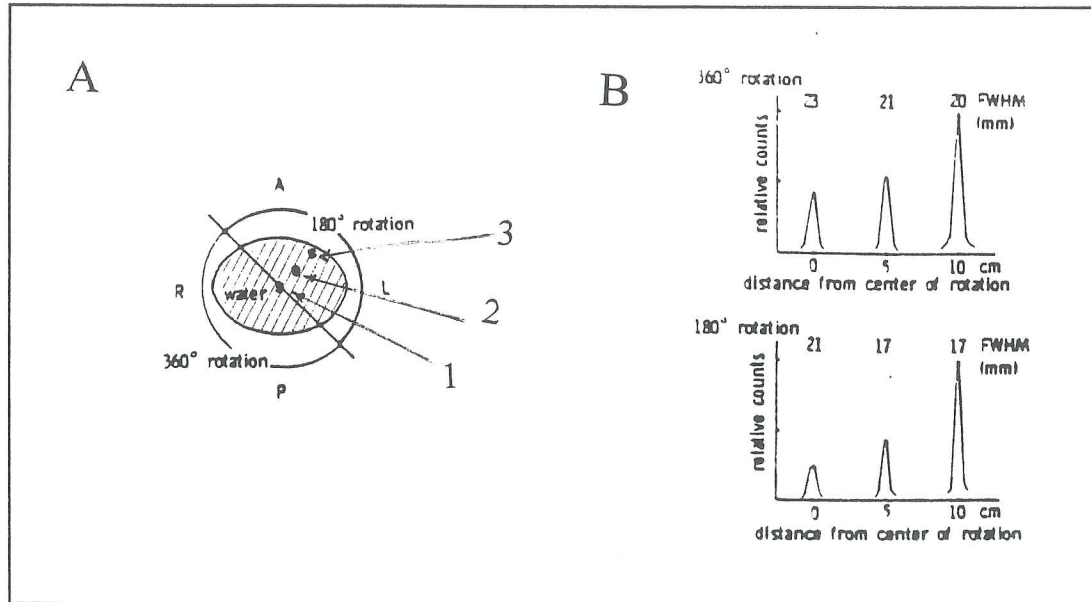 A
A
180° rotation
3
R
water
L
2
360° rotation
1
P
B
360° rotation
23 21 20 FWHM
(mm)
relative counts
0 5 10 cm
distance from center of rotation
180° rotation
21 17 17 FWHM
(mm)
relative counts
0 5 10 cm
distance from center of rotation